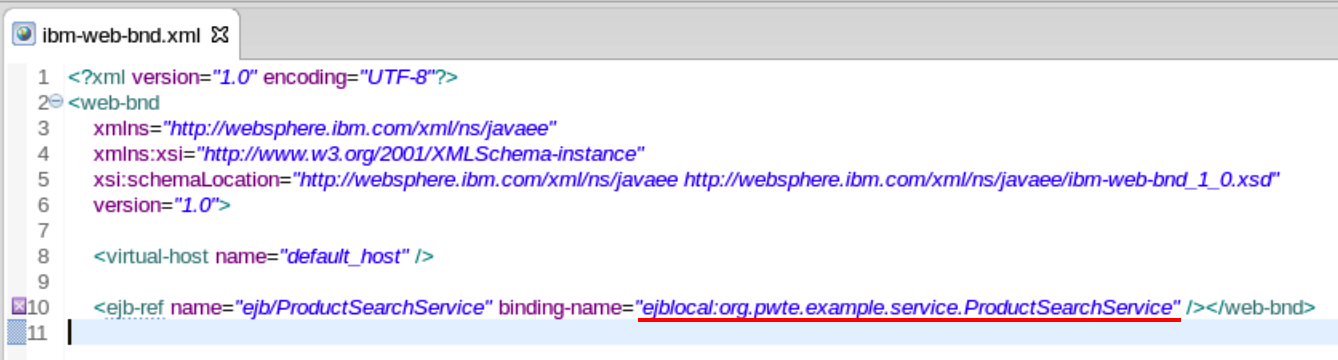 ibm-web-bnd.xml
1 <?xml version="1.0" encoding="UTF-8"?>
2 <web-bnd
3 xmlns="http://websphere.ibm.com/xml/ns/javaee"
4 xmlns:xsi="http://www.w3.org/2001/XMLSchema-instance"
5 xsi:schemaLocation="http://websphere.ibm.com/xml/ns/javaee http://websphere.ibm.com/xml/ns/javaee/ibm-web-bnd_1_0.xsd"
6 version="1.0">
7
8 <virtual-host name="default_host" />
9
10 <ejb-ref name="ejb/ProductSearchService" binding-name="ejblocal:org.pwte.example.service.ProductSearchService" /></web-bnd>
11